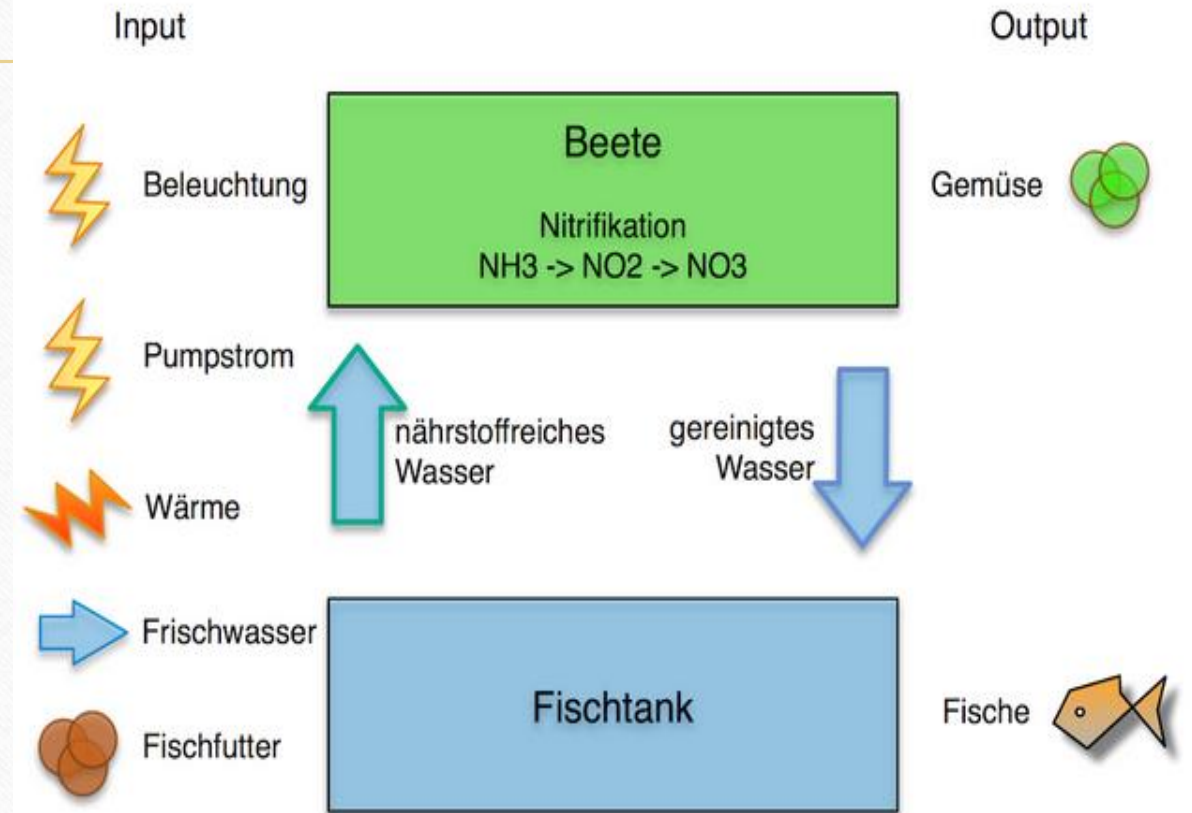 Input
Output
Beete
Beleuchtung
Gemüse
Nitrifikation
NH3 -> NO2 -> NO3
Pumpstrom
nährstoffreiches
Wasser
gereinigtes
Wasser
Wärme
Frischwasser
Fischtank
Fische
Fischfutter